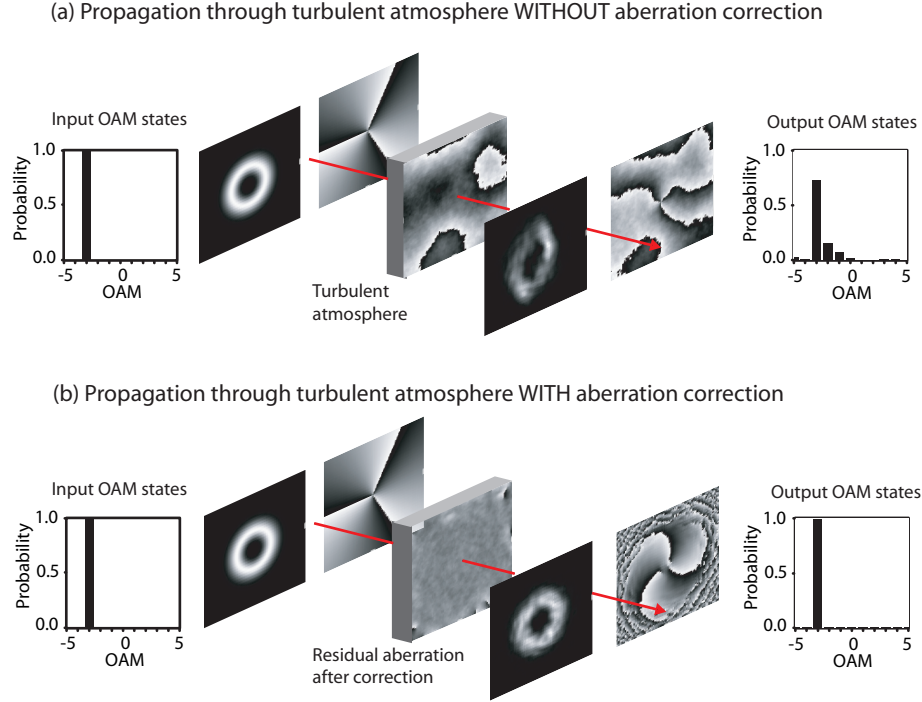 (a) Propagation through turbulent atmosphere WITHOUT aberration correction
Input OAM states
Output OAM states
Probability
1.0
0.5
0.0
-5
0
5
OAM
Turbulent
atmosphere
Probability
1.0
0.5
0.0
-5
0
5
OAM
(b) Propagation through turbulent atmosphere WITH aberration correction
Input OAM states
Output OAM states
Probability
1.0
0.5
0.0
-5
0
5
OAM
Residual aberration
after correction
Probability
1.0
0.5
0.0
-5
0
5
OAM